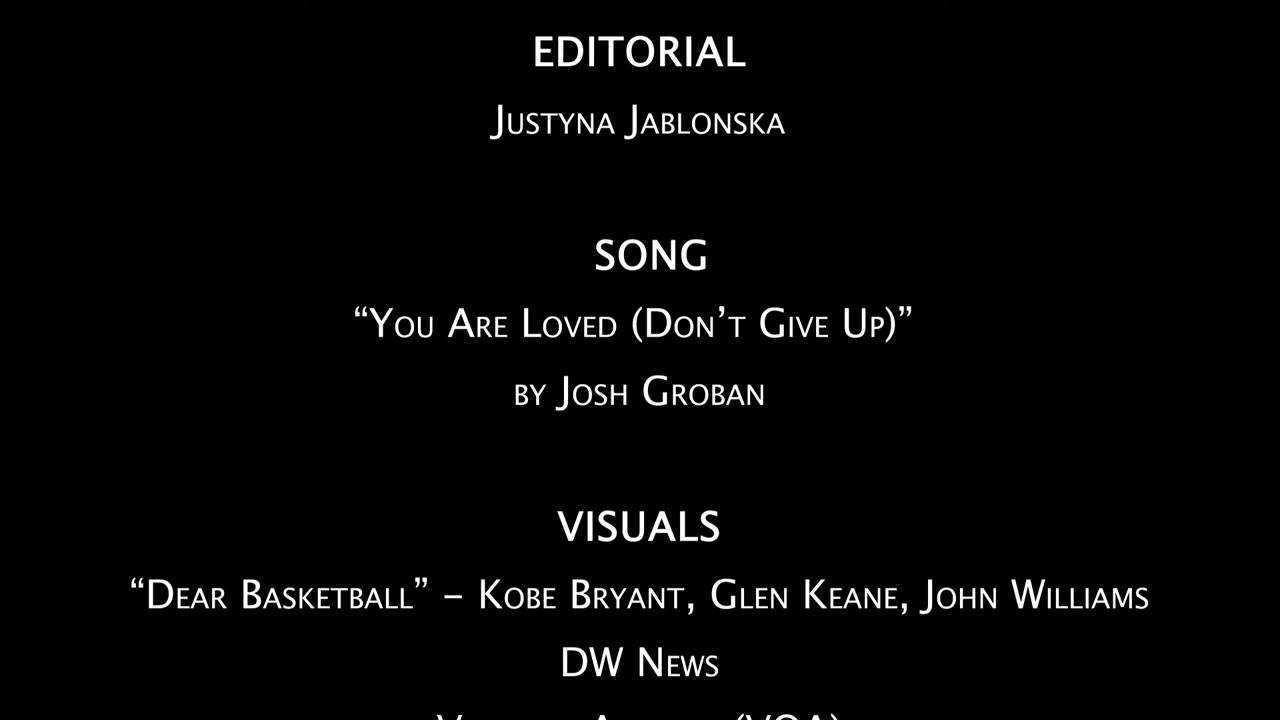 EDITORIAL
Justyna Jablonska
SONG
“You Are Loved (Don’t Give Up)”
by Josh Groban
VISUALS
“Dear Basketball” – Kobe Bryant, Glen Keane, John Williams
DW News
(VOA)